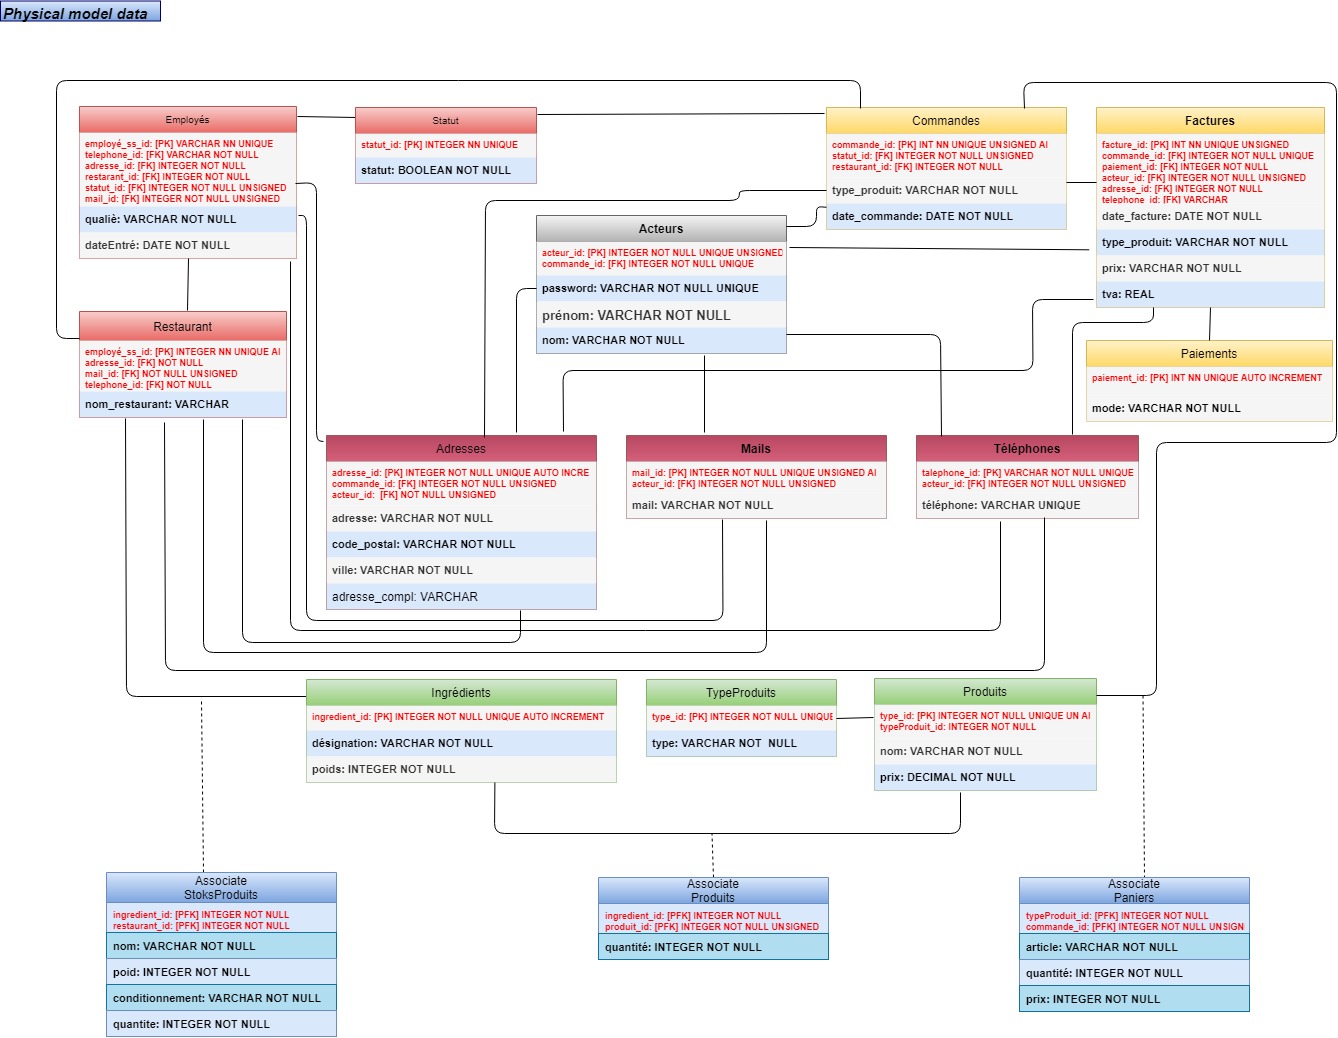 Physical model data
Employés
employé_ss_id: [PK] VARCHAR NN UNIQUE
telephone_id: [FK] VARCHAR NOT NULL
adresse_id: [FK] INTEGER NOT NULL
restarant_id: [FK] INTEGER NOT NULL
statut_id: [FK] INTEGER NOT NULL UNSIGNED
mail_id: [FK] INTEGER NOT NULL UNSIGNED
qualiè: VARCHAR NOT NULL
dateEntré: DATE NOT NULL
Statut
statut_id: [PK] INTEGER NN UNIQUE
statut: BOOLEAN NOT NULL
Commandes
commande_id: [PK] INT NN UNIQUE UNSIGNED AI
statut_id: [FK] INTEGER NOT NULL UNSIGNED
restaurant_id: [FK] INTEGER NOT NULL
type_produit: VARCHAR NOT NULL
date_commande: DATE NOT NULL
Factures
facture_id: [PK] INT NN UNIQUE UNSIGNED
commande_id: [FK] INTEGER NOT NULL UNIQUE
paiement_id: [FK] INTEGER NOT NULL
acteur_id: [FK] INTEGER NOT NULL UNSIGNED
adresse_id: [FK] INTEGER NOT NULL
telephone_id: [FK] VARCHAR
date_facture: DATE NOT NULL
type_produit: VARCHAR NOT NULL
prix: VARCHAR NOT NULL
tva: REAL
Acteurs
acteur_id: [PK] INTEGER NOT NULL UNIQUE UNSIGNED
commande_id: [FK] INTEGER NOT NULL UNIQUE
password: VARCHAR NOT NULL UNIQUE
prénom: VARCHAR NOT NULL
nom: VARCHAR NOT NULL
Restaurant
employé_ss_id: [PK] INTEGER NN UNIQUE AI
adresse_id: [FK] NOT NULL
mail_id: [FK] NOT NULL UNSIGNED
telephone_id: [FK] NOT NULL
nom_restaurant: VARCHAR
Paiements
paiement_id: [PK] INT NN UNIQUE AUTO INCREMENT
mode: VARCHAR NOT NULL
Adresses
adresse_id: [PK] INTEGER NOT NULL UNIQUE AUTO INCRE
commande_id: [FK] INTEGER NOT NULL UNSIGNED
acteur_id: [FK] NOT NULL UNSIGNED
adresse: VARCHAR NOT NULL
code_postal: VARCHAR NOT NULL
ville: VARCHAR NOT NULL
adresse_compl: VARCHAR
Mails
mail_id: [PK] INTEGER NOT NULL UNIQUE UNSIGNED AI
acteur_id: [FK] INTEGER NOT NULL UNSIGNED
mail: VARCHAR NOT NULL
Téléphones
talephone_id: [PK] VARCHAR NOT NULL UNIQUE
acteur_id: [FK] INTEGER NOT NULL UNSIGNED
téléphone: VARCHAR UNIQUE
Ingrédients
ingredient_id: [PK] INTEGER NOT NULL UNIQUE AUTO INCREMENT
désignation: VARCHAR NOT NULL
poids: INTEGER NOT NULL
TypeProduits
type_id: [PK] INTEGER NOT NULL UNIQUE
type: VARCHAR NOT NULL
Produits
type_id: [PK] INTEGER NOT NULL UNIQUE UN AI
typeProduit_id: INTEGER NOT NULL
nom: VARCHAR NOT NULL
prix: DECIMAL NOT NULL
Associate
StoksProduits
ingredient_id: [PFK] INTEGER NOT NULL
restaurant_id: [PFK] INTEGER NOT NULL
nom: VARCHAR NOT NULL
poid: INTEGER NOT NULL
conditionnement: VARCHAR NOT NULL
quantite: INTEGER NOT NULL
Associate
Produits
ingredient_id: [PFK] INTEGER NOT NULL
produit_id: [PFK] INTEGER NOT NULL UNSIGNED
quantité: INTEGER NOT NULL
Associate
Paniers
typeProduit_id: [PFK] INTEGER NOT NULL
commande_id: [PFK] INTEGER NOT NULL UNSIGN
article: VARCHAR NOT NULL
quantité: INTEGER NOT NULL
prix: INTEGER NOT NULL